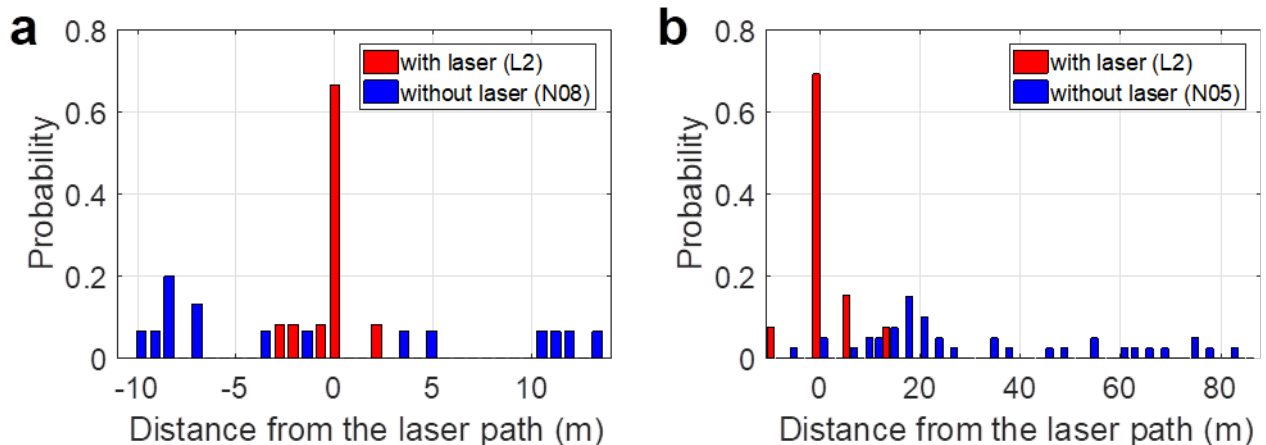 a
0.8
0.6
0.4
0.2
0
Probability
with laser (L2)
without laser (N08)
-10
-5
0
5
10
Distance from the laser path (m)
b
0.8
0.6
0.4
0.2
0
Probability
with laser (L2)
without laser (N05)
0
20
40
60
80
Distance from the laser path (m)